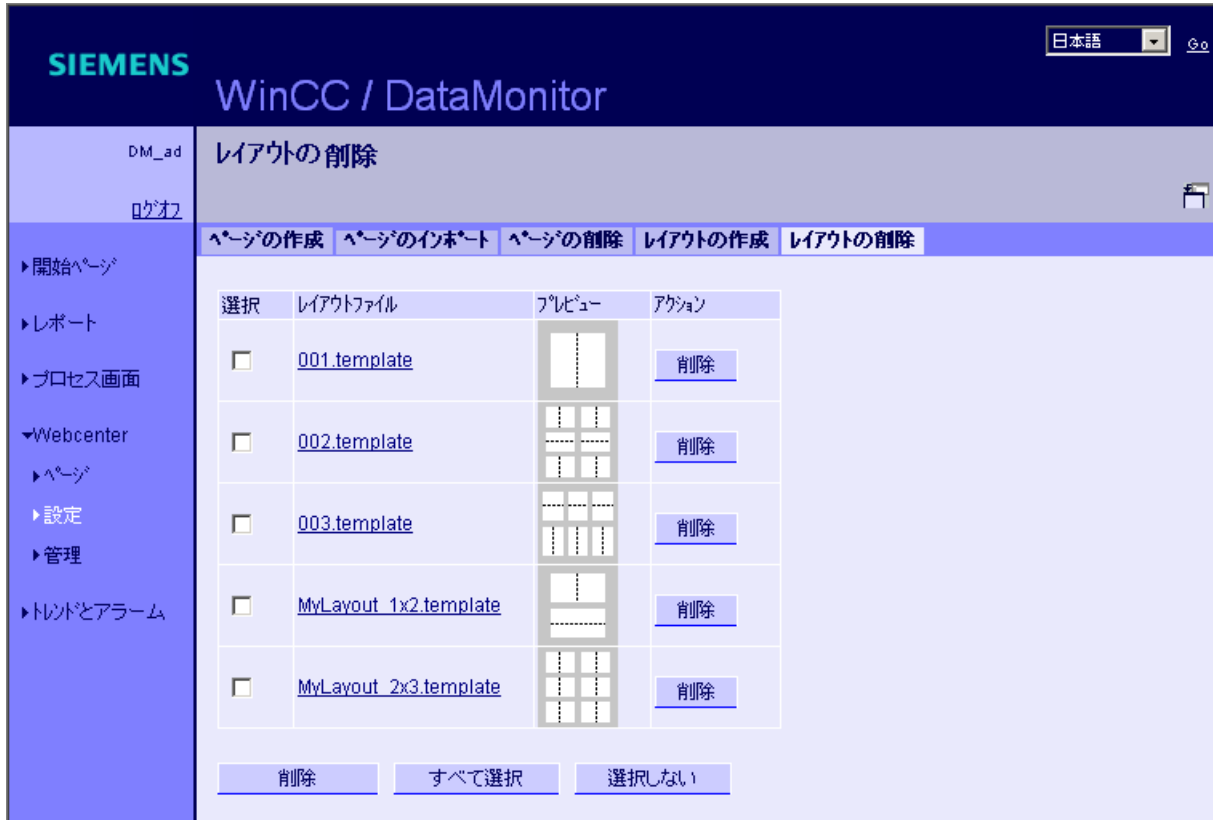 日本語 Go
SIEMENS
WinCC / DataMonitor
DM_ad
ログオフ
レイアウトの削除
ページの作成 ページのインポート ページの削除 レイアウトの作成 レイアウトの削除
開始ページ
レポート
プロセス画面
Webcenter
ページ
設定
管理
トレンドとアラーム
選択 レイアウトファイル プレビュー アクション
001.template 削除
002.template 削除
003.template 削除
MyLayout_1x2.template 削除
MyLayout_2x3.template 削除
削除 すべて選択 選択しない